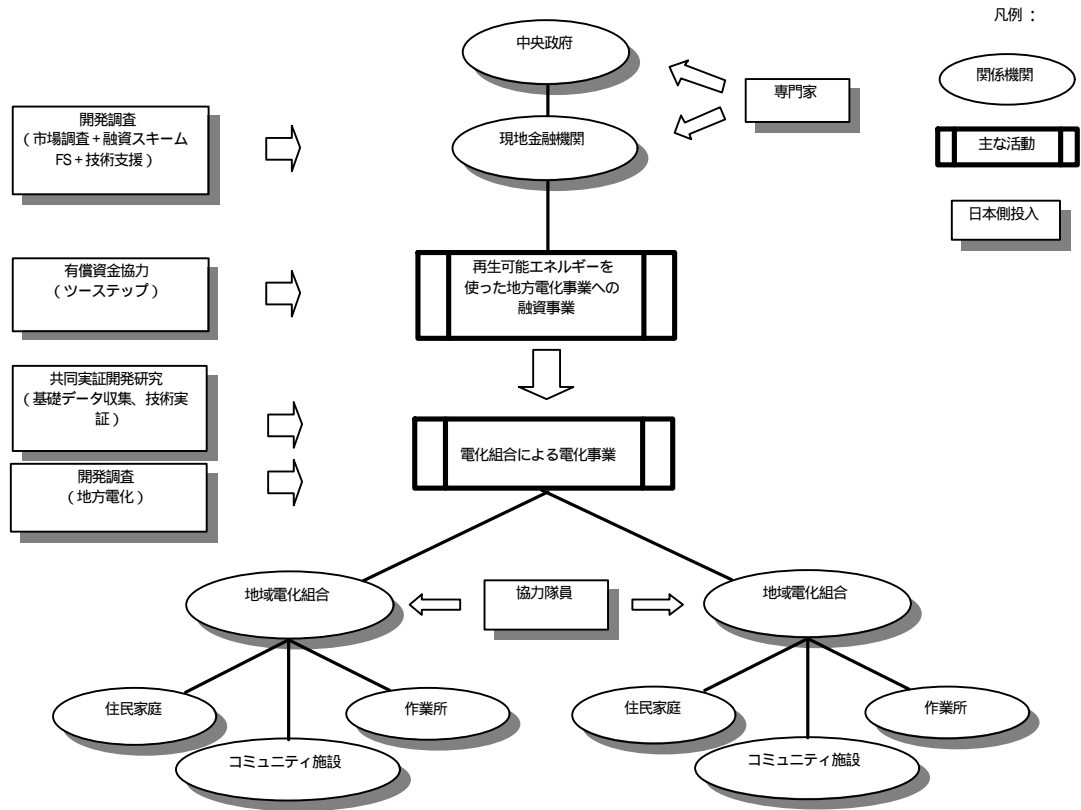 凡例：
中央政府
関係機関
専門家
開発調査
（市場調査＋融資スキーム
FS＋技術支援）
現地金融機関
主な活動
日本側投入
有償資金協力
（ツーステップ）
再生可能エネルギーを
使った地方電化事業への
融資事業
共同実証開発研究
（基礎データ収集、技術実
証）
電化組合による電化事業
開発調査
（地方電化）
地域電化組合
協力隊員
地域電化組合
住民家庭
作業所
住民家庭
作業所
コミュニティ施設
コミュニティ施設